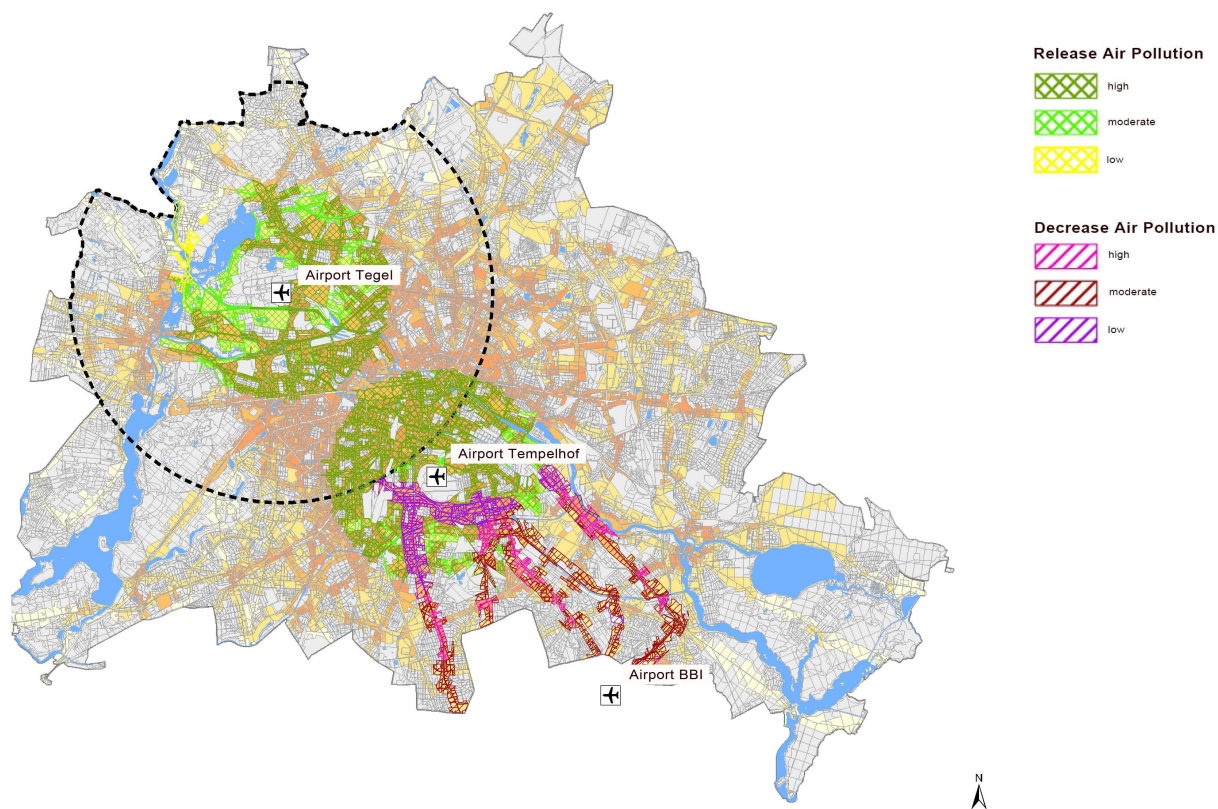 Release Air Pollution
high
moderate
low
Decrease Air Pollution
high
moderate
low
Airport Tegel
Airport Tempelhof
Airport BBI
N